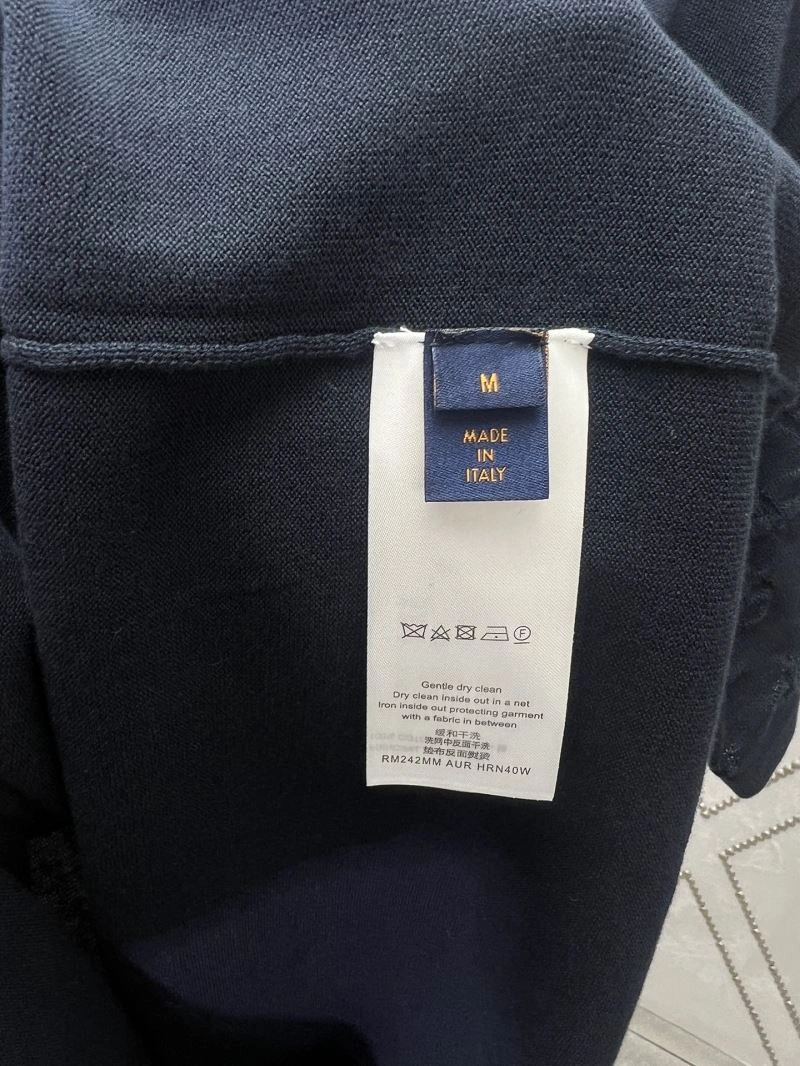 M
MADE
IN
ITALY
F
Gentle dry clean
Dry clean inside out in a net
Iron inside out protecting garment
with a fabric in between
缓和干洗
洗网中反面干洗
垫布反面熨烫
RM242MM AUR HRN40W